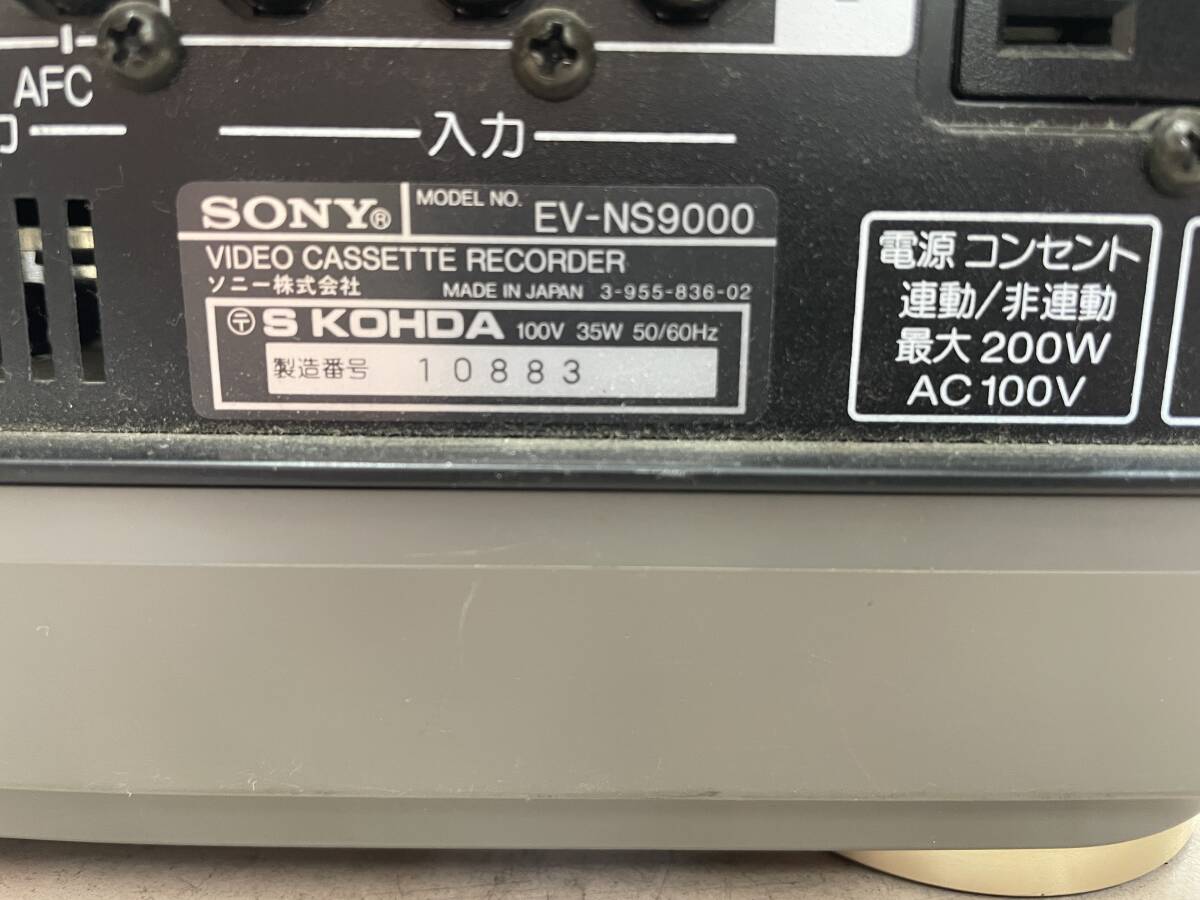 AFC
力
入力
SONY®
MODEL NO. EV-NS9000
VIDEO CASSETTE RECORDER
ソニー株式会社 MADE IN JAPAN 3-955-836-02
〒 S KOHDA 100V 35W 50/60Hz
製造番号 10883
電源 コンセント
連動/非連動
最大 200W
AC 100V